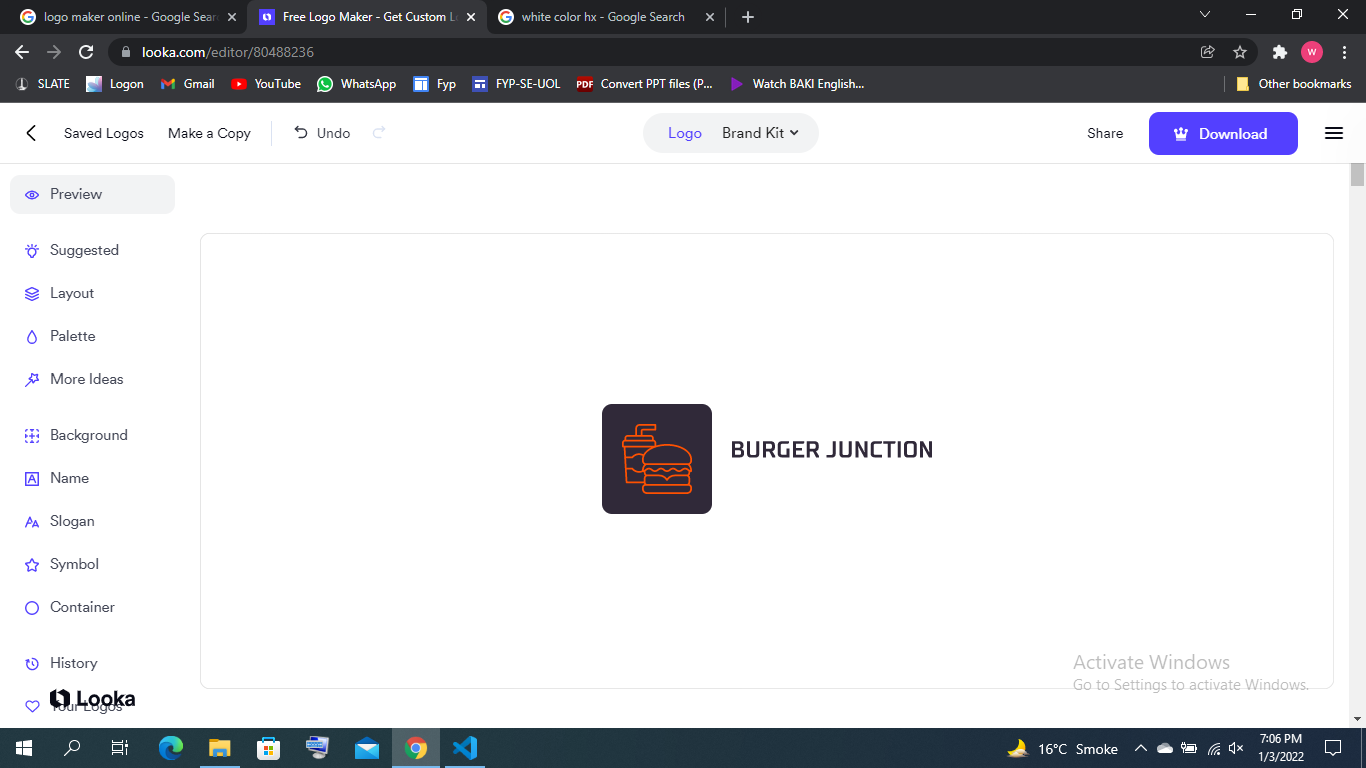 logo maker online - Google Sear
Free Logo Maker - Get Custom L
white color hx - Google Search
looka.com/editor/80488236
W
SLATE
Logon
Gmail
YouTube
WhatsApp
Fyp
FYP-SE-UOL
PDF
Convert PPT files (P...
Watch BAKI English...
Other bookmarks
Saved Logos
Make a Copy
Undo
Logo
Brand Kit
Share
Download
Preview
Suggested
Layout
Palette
More Ideas
Background
Name
Slogan
Symbol
Container
History
Your Logos
Looka
BURGER JUNCTION
Activate Windows
Go to Settings to activate Windows.
16°C Smoke
7:06 PM
1/3/2022